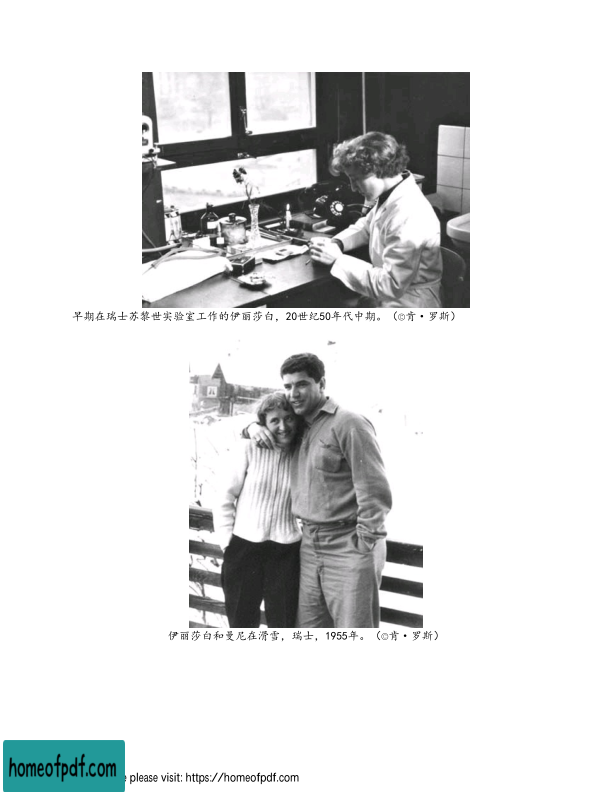 早期在瑞士苏黎世实验室工作的伊丽莎白，20世纪50年代中期。（©肯·罗斯）
伊丽莎白和曼尼在滑雪，瑞士，1955年。（©肯·罗斯）
homeofpdf.com
please visit: https://homeofpdf.com